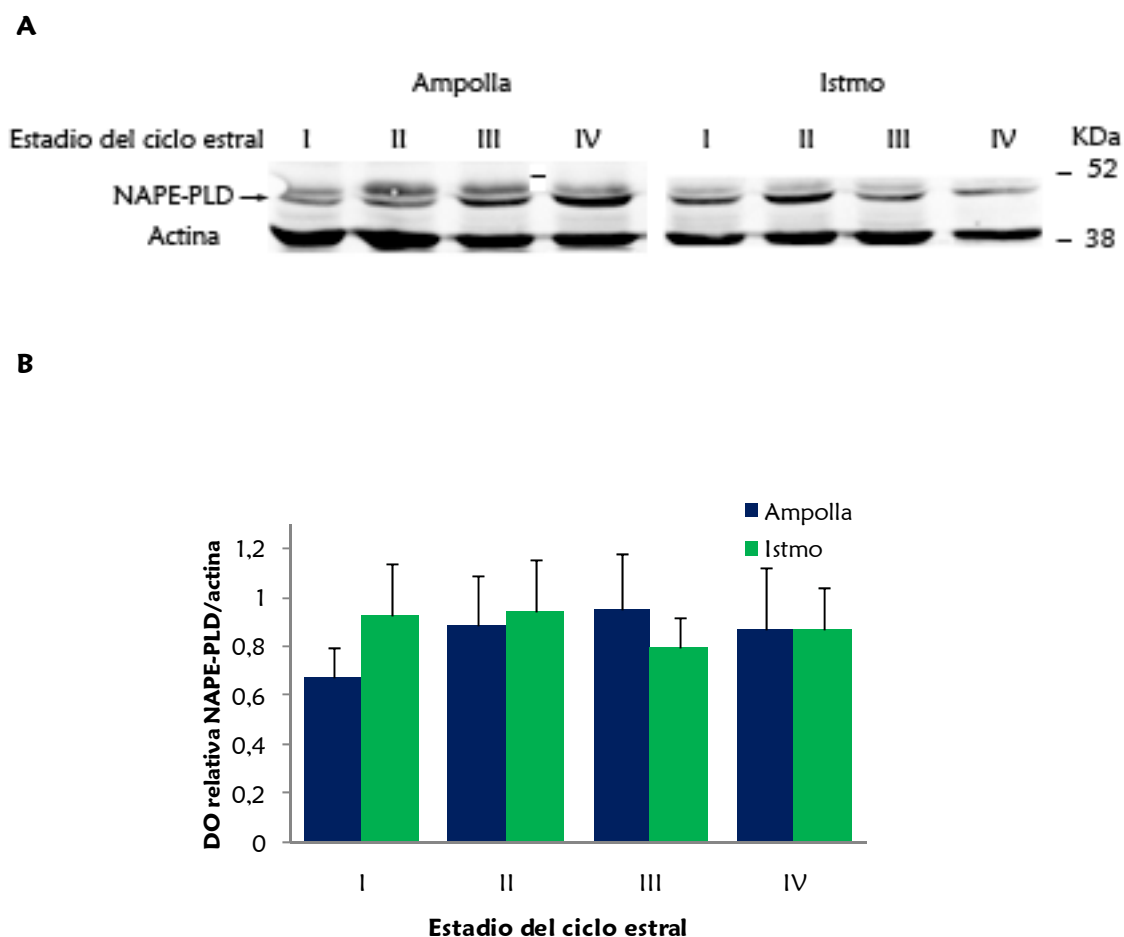 A
Ampolla Istmo
Estadio del ciclo estral I II III IV I II III IV KDa
– 52
NAPE-PLD→
Actina – 38
B
Ampolla
Istmo
DO relativa NAPE-PLD/actina
1,2
1
0,8
0,6
0,4
0,2
0
I II III IV
Estadio del ciclo estral